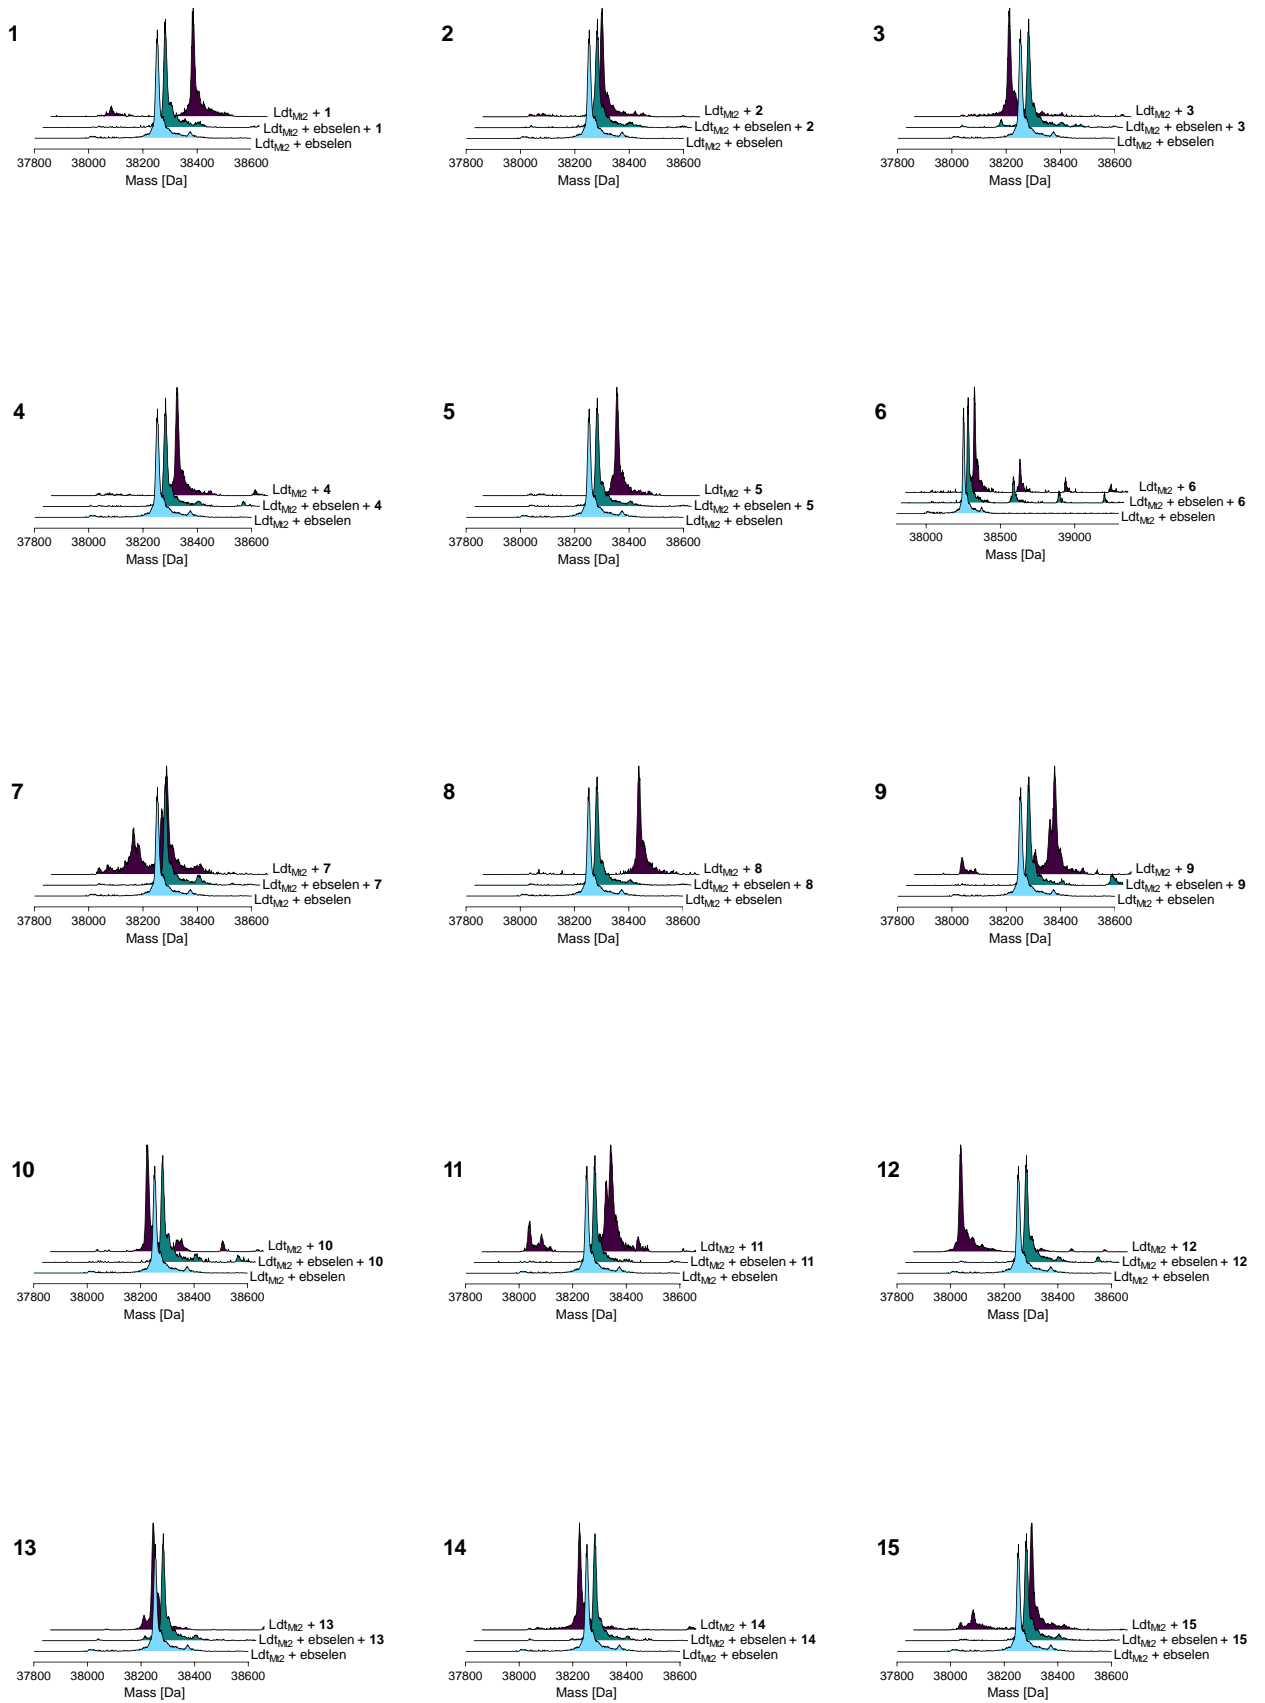 1
Ldt_Mt2 + 1
Ldt_Mt2 + ebselen + 1
Ldt_Mt2 + ebselen
37800 38000 38200 38400 38600
Mass [Da]
2
Ldt_Mt2 + 2
Ldt_Mt2 + ebselen + 2
Ldt_Mt2 + ebselen
37800 38000 38200 38400 38600
Mass [Da]
3
Ldt_Mt2 + 3
Ldt_Mt2 + ebselen + 3
Ldt_Mt2 + ebselen
37800 38000 38200 38400 38600
Mass [Da]
4
Ldt_Mt2 + 4
Ldt_Mt2 + ebselen + 4
Ldt_Mt2 + ebselen
37800 38000 38200 38400 38600
Mass [Da]
5
Ldt_Mt2 + 5
Ldt_Mt2 + ebselen + 5
Ldt_Mt2 + ebselen
37800 38000 38200 38400 38600
Mass [Da]
6
Ldt_Mt2 + 6
Ldt_Mt2 + ebselen + 6
Ldt_Mt2 + ebselen
38000 38500 39000
Mass [Da]
7
Ldt_Mt2 + 7
Ldt_Mt2 + ebselen + 7
Ldt_Mt2 + ebselen
37800 38000 38200 38400 38600
Mass [Da]
8
Ldt_Mt2 + 8
Ldt_Mt2 + ebselen + 8
Ldt_Mt2 + ebselen
37800 38000 38200 38400 38600
Mass [Da]
9
Ldt_Mt2 + 9
Ldt_Mt2 + ebselen + 9
Ldt_Mt2 + ebselen
37800 38000 38200 38400 38600
Mass [Da]
10
Ldt_Mt2 + 10
Ldt_Mt2 + ebselen + 10
Ldt_Mt2 + ebselen
37800 38000 38200 38400 38600
Mass [Da]
11
Ldt_Mt2 + 11
Ldt_Mt2 + ebselen + 11
Ldt_Mt2 + ebselen
37800 38000 38200 38400 38600
Mass [Da]
12
Ldt_Mt2 + 12
Ldt_Mt2 + ebselen + 12
Ldt_Mt2 + ebselen
37800 38000 38200 38400 38600
Mass [Da]
13
Ldt_Mt2 + 13
Ldt_Mt2 + ebselen + 13
Ldt_Mt2 + ebselen
37800 38000 38200 38400 38600
Mass [Da]
14
Ldt_Mt2 + 14
Ldt_Mt2 + ebselen + 14
Ldt_Mt2 + ebselen
37800 38000 38200 38400 38600
Mass [Da]
15
Ldt_Mt2 + 15
Ldt_Mt2 + ebselen + 15
Ldt_Mt2 + ebselen
37800 38000 38200 38400 38600
Mass [Da]